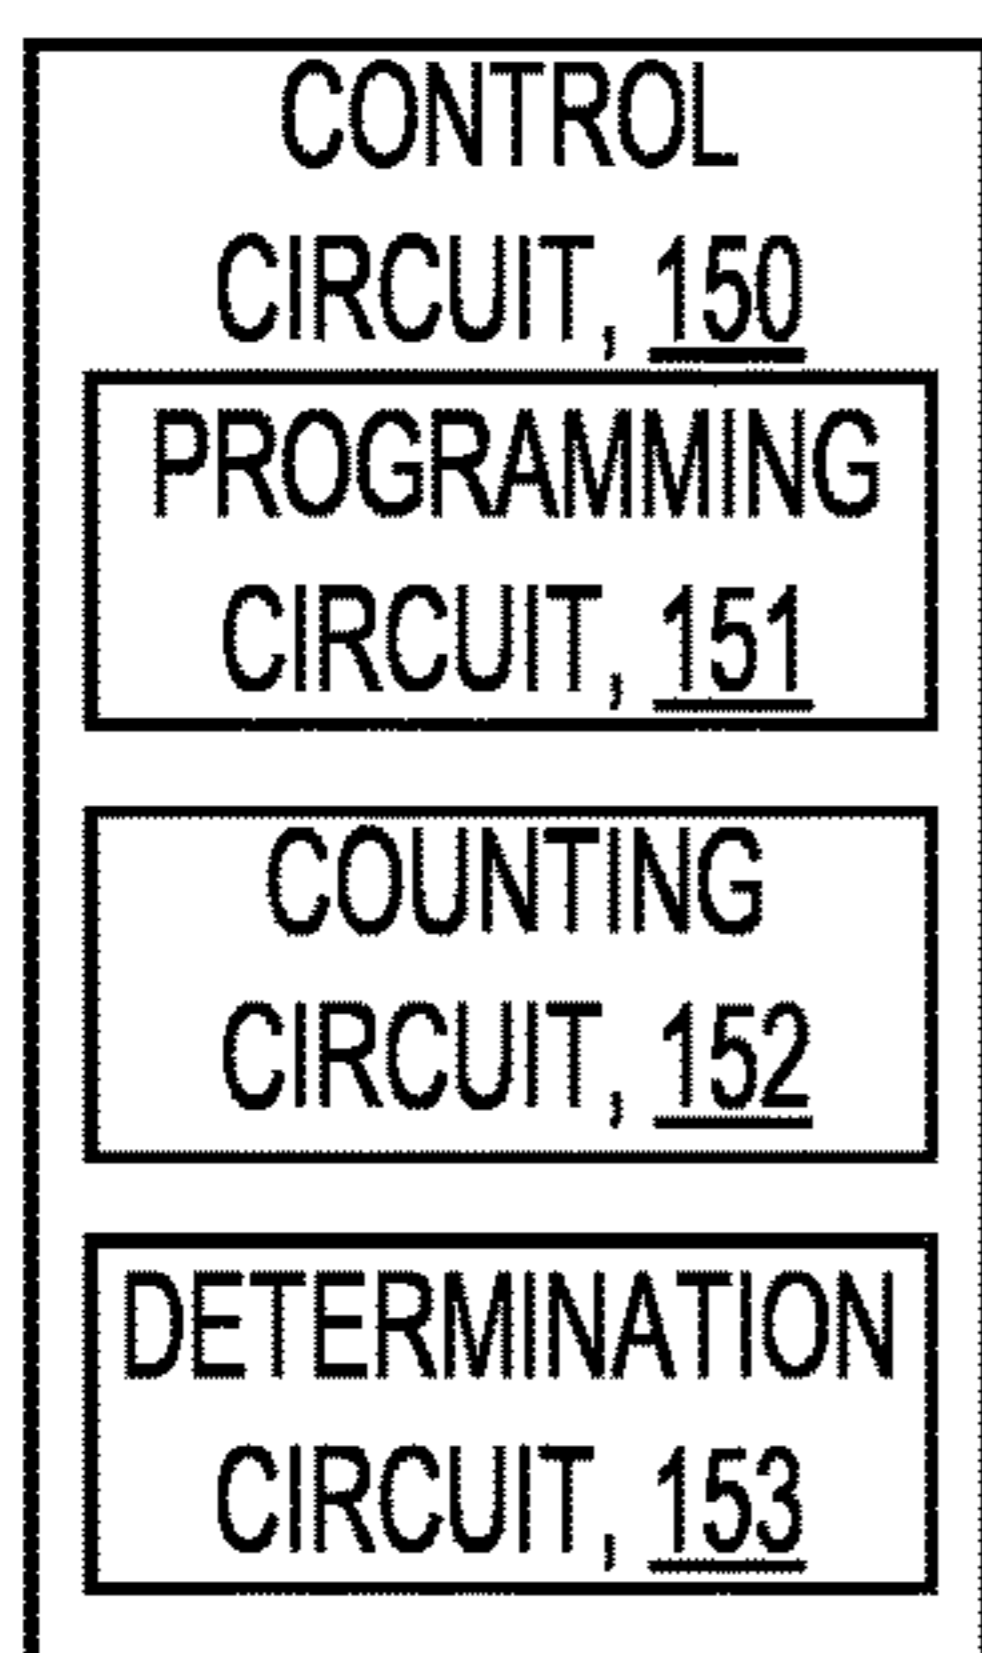 CONTROL
CIRCUIT, 150
PROGRAMMING
CIRCUIT, 151
COUNTING
CIRCUIT, 152
DETERMINATION
CIRCUIT, 153